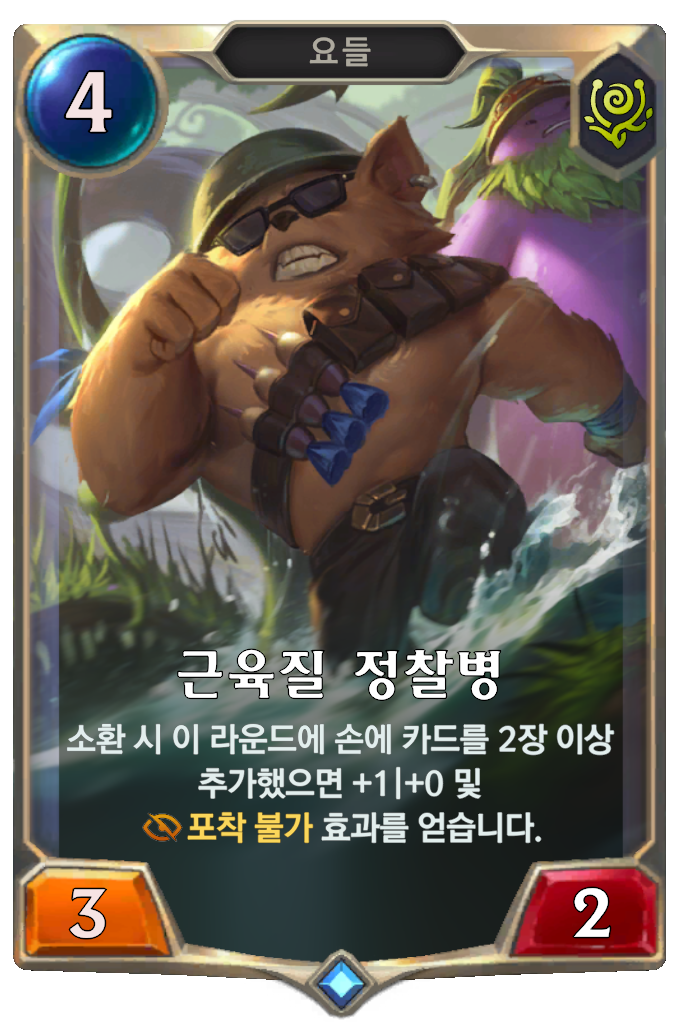 요들
4
근육질 정찰병
소환 시 이 라운드에 손에 카드를 2장 이상
추가했으면 +1|+0 및
포착 불가 효과를 얻습니다.
3
2